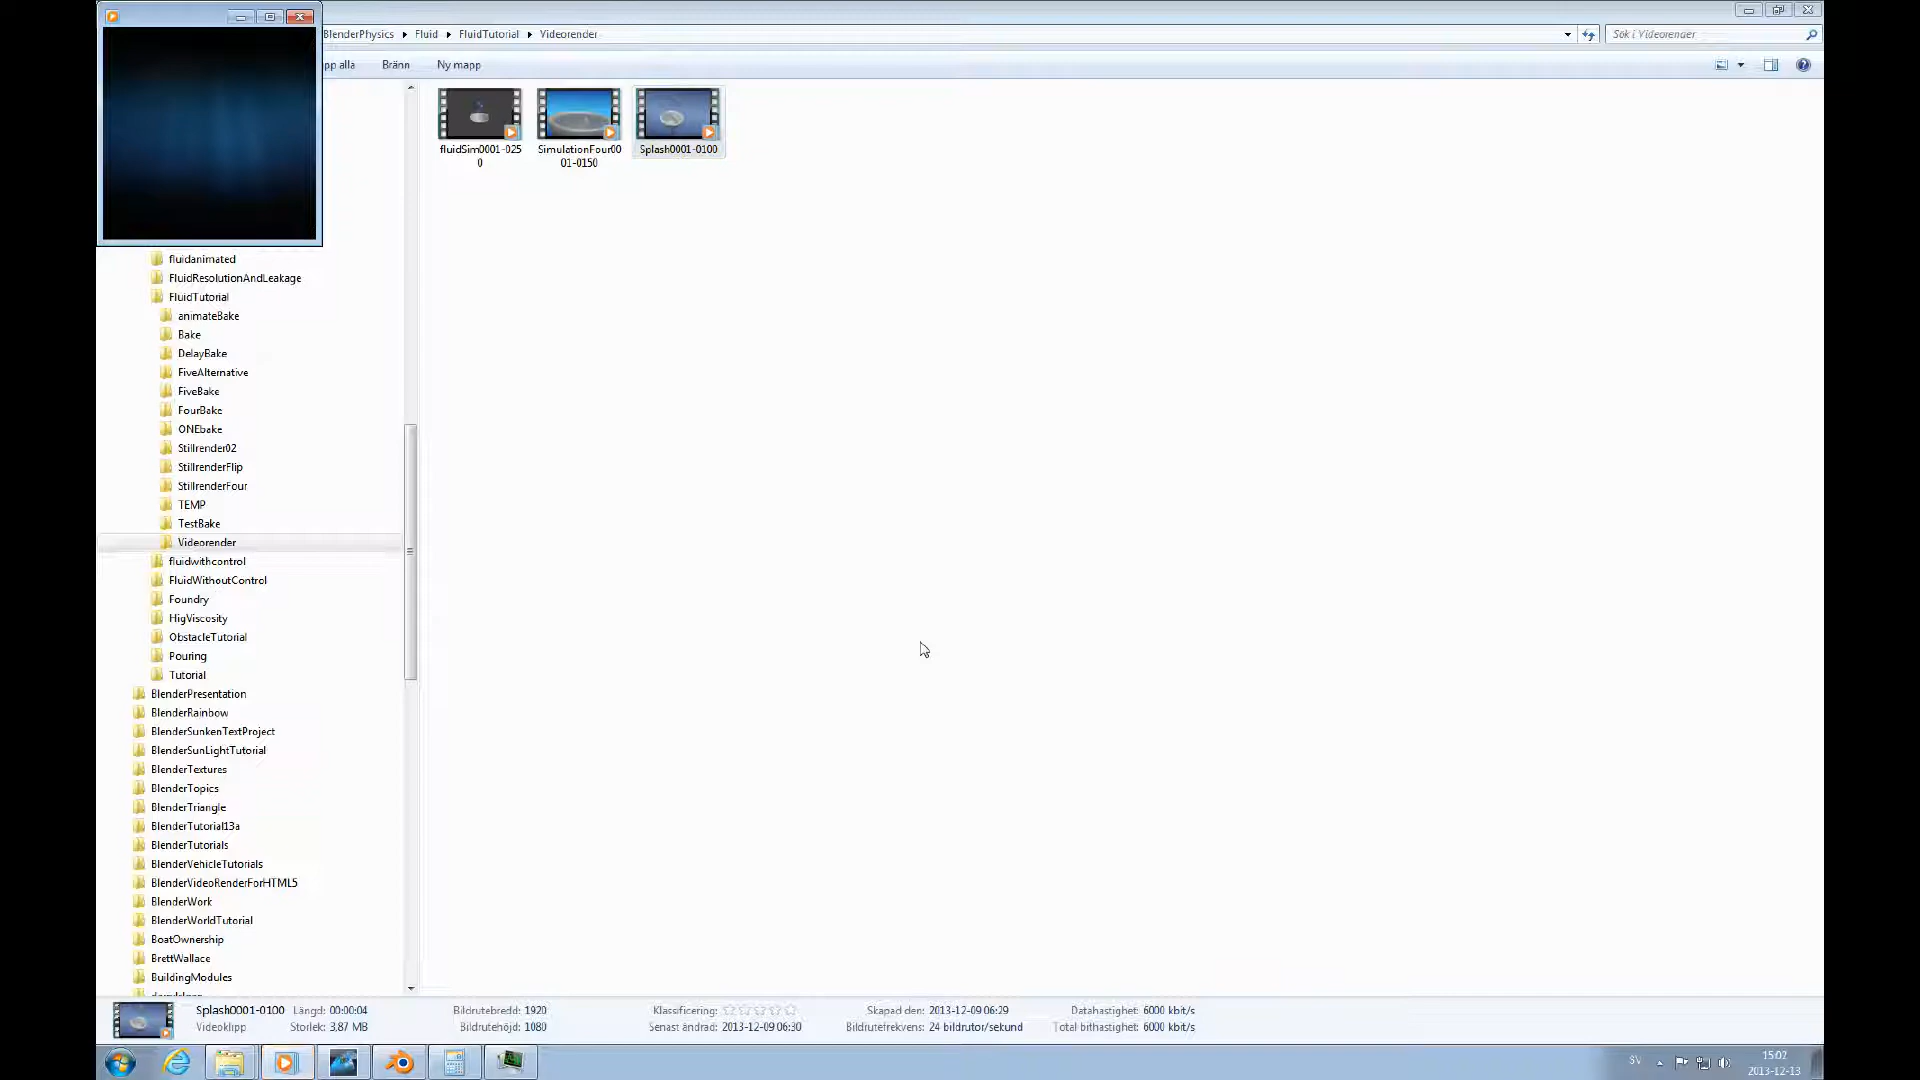 BlenderPhysics Fluid FluidTutorial Videorender
Sök i Videorender
pp alla Bränn Ny mapp
fluidSim0001-025
0
SimulationFour00
01-0150
Splash0001-0100
fluidanimated
FluidResolutionAndLeakage
FluidTutorial
animateBake
Bake
DelayBake
FiveAlternative
FiveBake
FourBake
ONEbake
Stillrender02
StillrenderFlip
StillrenderFour
TEMP
TestBake
Videorender
fluidwithcontrol
FluidWithoutControl
Foundry
HigViscosity
ObstacleTutorial
Pouring
Tutorial
BlenderPresentation
BlenderRainbow
BlenderSunkenTextProject
BlenderSunLightTutorial
BlenderTextures
BlenderTopics
BlenderTriangle
BlenderTutorial13a
BlenderTutorials
BlenderVehicleTutorials
BlenderVideoRenderForHTML5
BlenderWork
BlenderWorldTutorial
BoatOwnership
BrettWallace
BuildingModules
Splash0001-0100 Längd: 00:00:04 Bildrutebredd: 1920 Klassificering: Skapad den: 2013-12-09 06:29 Datahastighet: 6000 kbit/s
Videoklipp Storlek: 3,87 MB Bildrutehöjd: 1080 Senast ändrad: 2013-12-09 06:30 Bildrutefrekvens: 24 bildrutor/sekund Total bithastighet: 6000 kbit/s
SV
15:02
2013-12-13